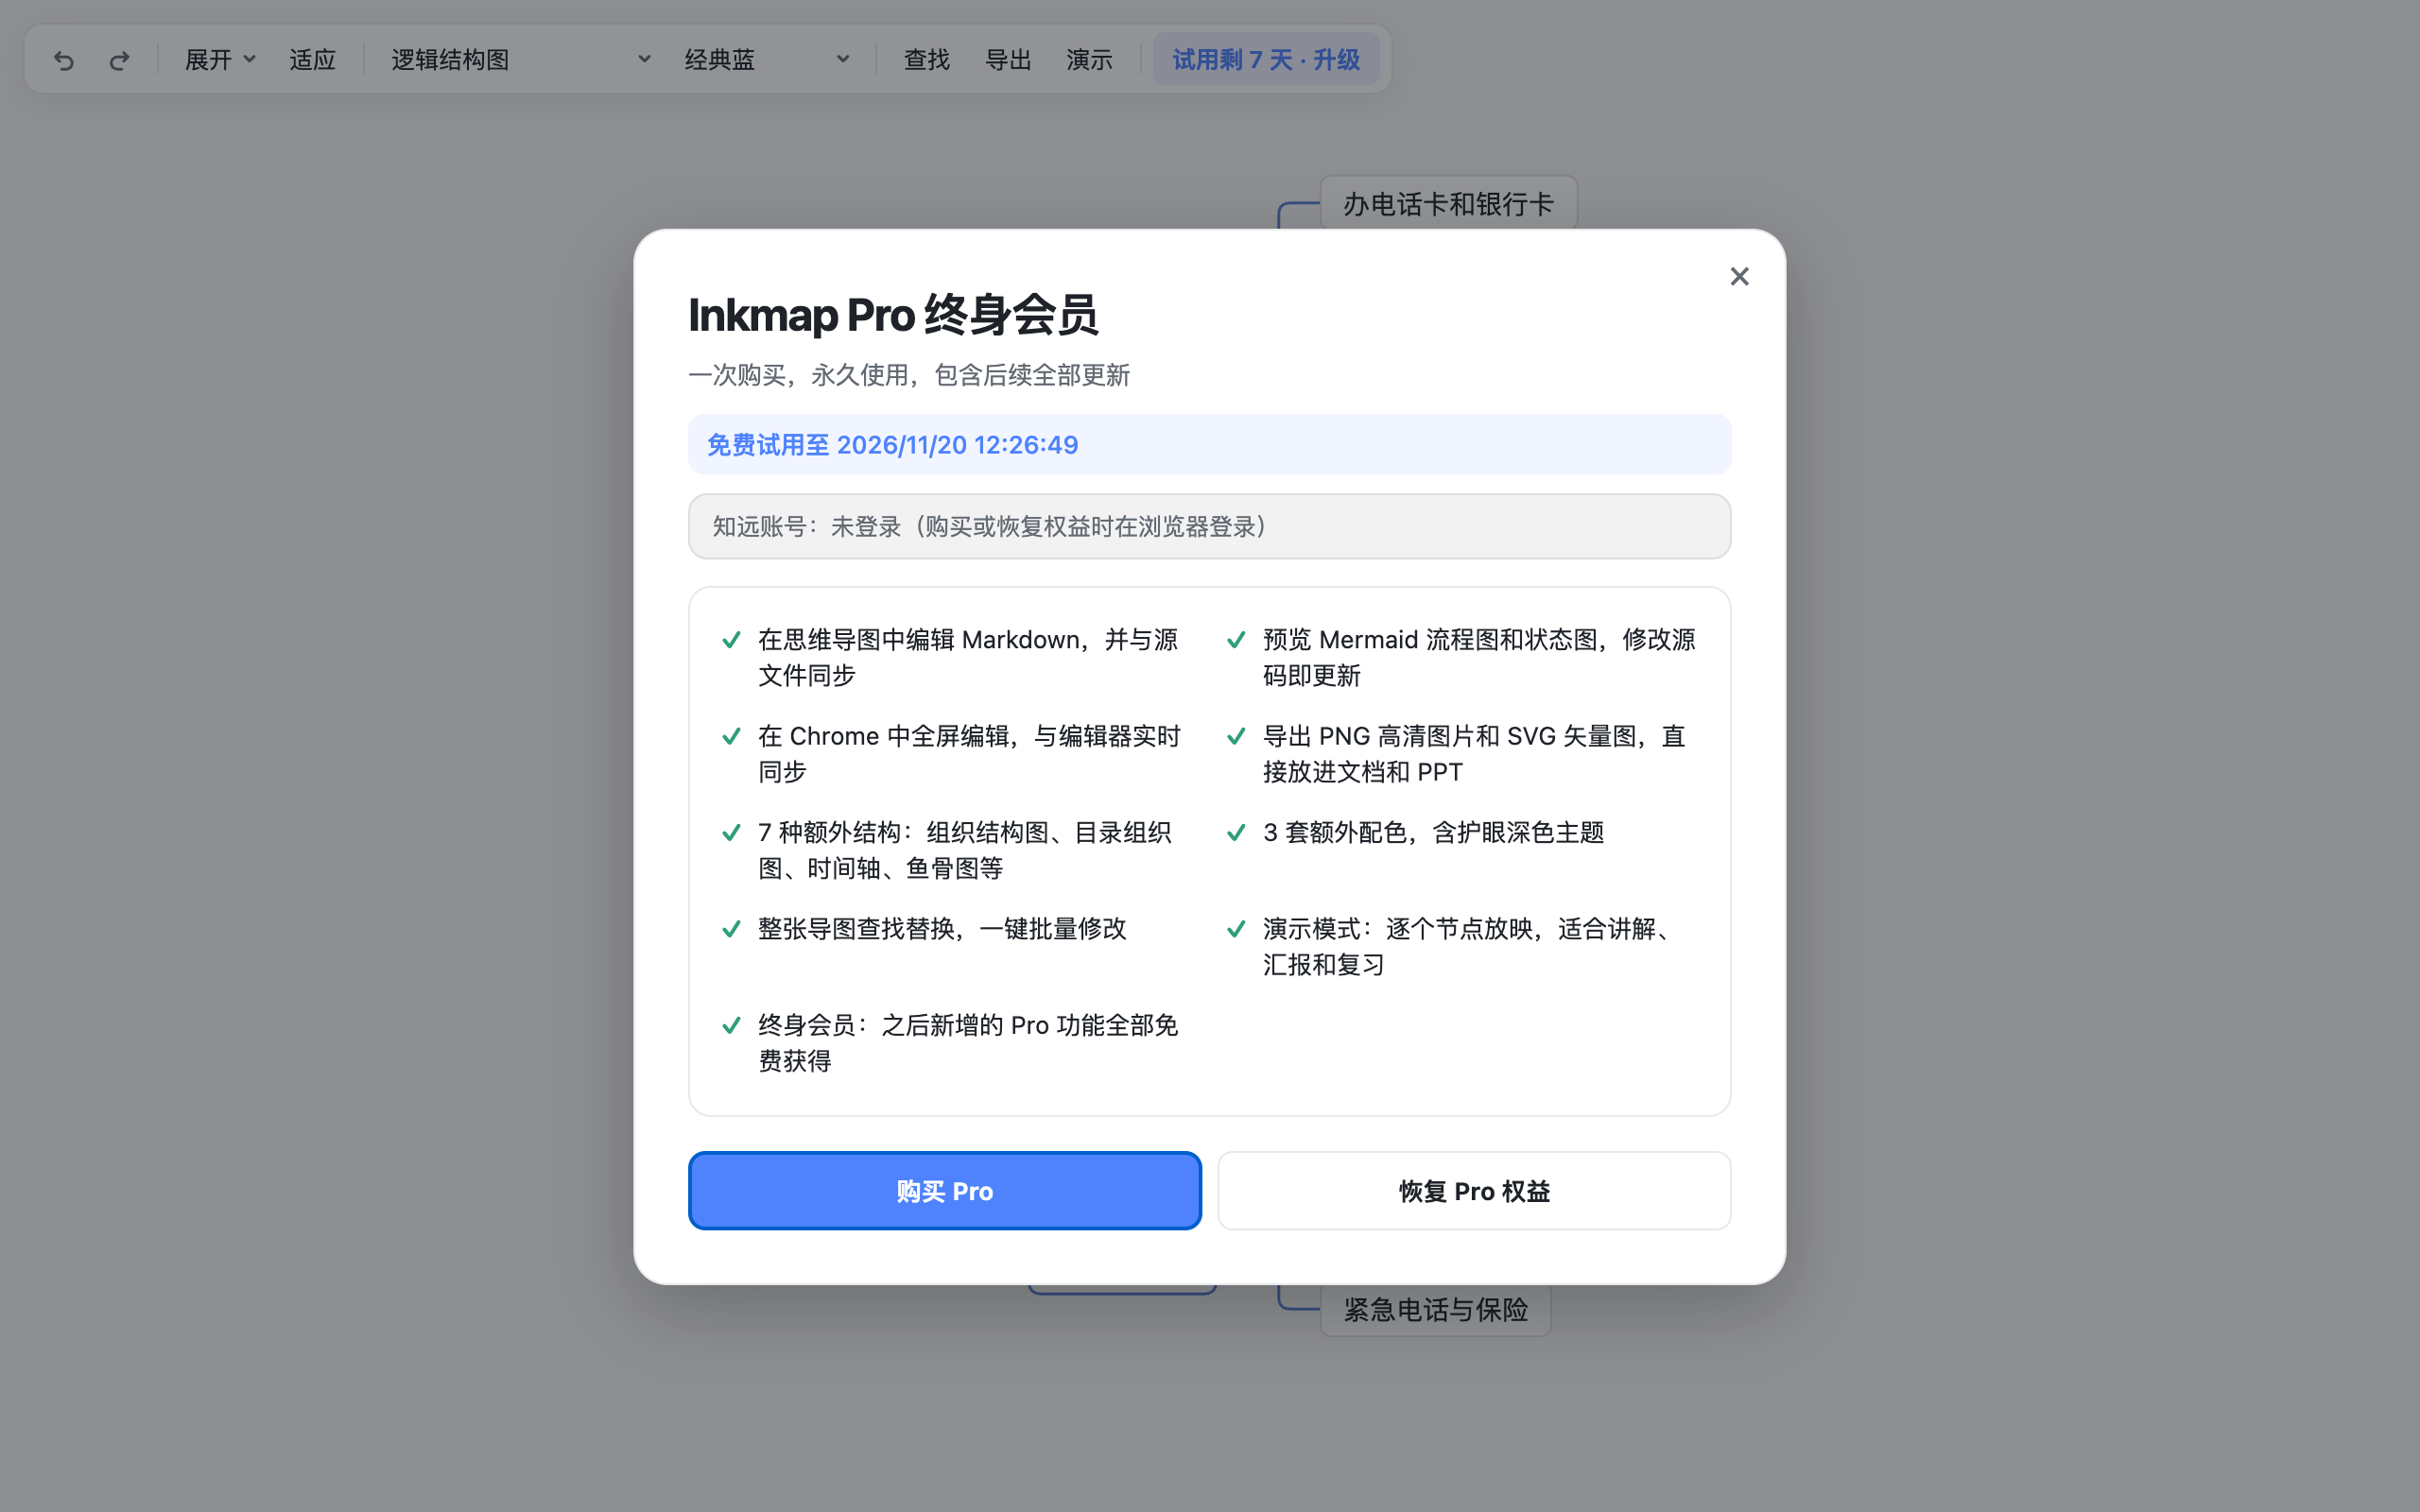 展开 适应 逻辑结构图 经典蓝 查找 导出 演示 试用剩 7 天 · 升级
办电话卡和银行卡
Inkmap Pro 终身会员
一次购买，永久使用，包含后续全部更新
免费试用至 2026/11/20 12:26:49
知远账号：未登录（购买或恢复权益时在浏览器登录）
在思维导图中编辑 Markdown，并与源
文件同步
预览 Mermaid 流程图和状态图，修改源
码即更新
在 Chrome 中全屏编辑，与编辑器实时
同步
导出 PNG 高清图片和 SVG 矢量图，直
接放进文档和 PPT
7 种额外结构：组织结构图、目录组织
图、时间轴、鱼骨图等
3 套额外配色，含护眼深色主题
整张导图查找替换，一键批量修改
演示模式：逐个节点放映，适合讲解、
汇报和复习
终身会员：之后新增的 Pro 功能全部免
费获得
购买 Pro
恢复 Pro 权益
紧急电话与保险